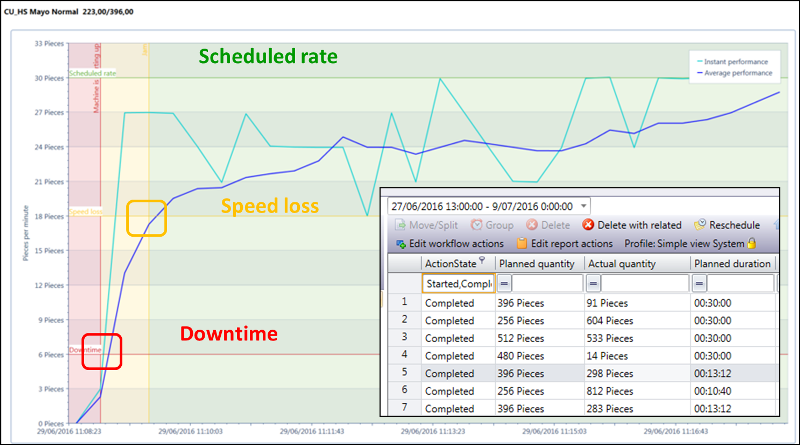 CU_HS Mayo Normal 223,00/396,00
33 Pieces
Scheduled rate
Instant performance
Average performance
30 Pieces
Scheduled rate
Machine is
rting up
27 Pieces
24 Pieces
21 Pieces
18 Pieces
Speed loss
Speed loss
15 Pieces
12 Pieces
9 Pieces
6 Pieces
Downtime
Downtime
3 Pieces
0 Pieces
Pieces per minute
29/06/2016 11:08:23
29/06/2016 11:10:03
29/06/2016 11:11:43
29/06/2016 11:13:23
29/06/2016 11:15:03
29/06/2016 11:16:43
27/06/2016 13:00:00 - 9/07/2016 0:00:00
Move/Split Group Delete Delete with related Reschedule
Edit workflow actions Edit report actions Profile: Simple view System
ActionState Planned quantity Actual quantity Planned duration
Started,Compl = = =
1 Completed 396 Pieces 91 Pieces 00:30:00
2 Completed 256 Pieces 604 Pieces 00:30:00
3 Completed 512 Pieces 533 Pieces 00:30:00
4 Completed 480 Pieces 14 Pieces 00:30:00
5 Completed 396 Pieces 298 Pieces 00:13:12
6 Completed 256 Pieces 812 Pieces 00:10:40
7 Completed 396 Pieces 283 Pieces 00:13:12